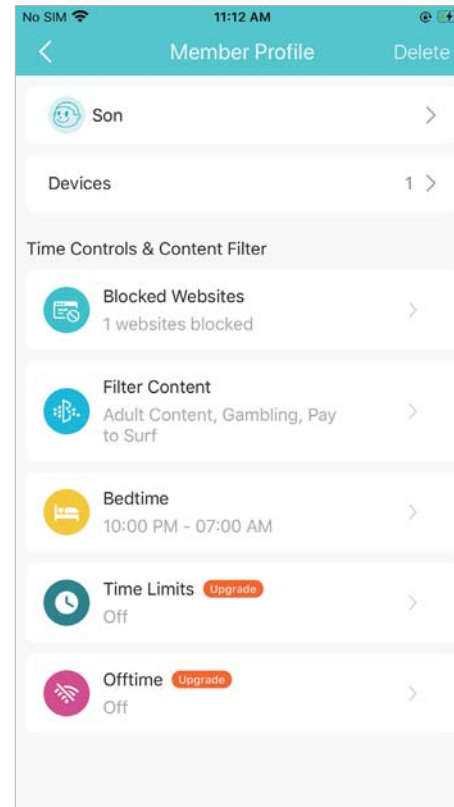 No SIM 11:12 AM
Member Profile Delete
Son
Devices 1
Time Controls & Content Filter
Blocked Websites
1 websites blocked
Filter Content
Adult Content, Gambling, Pay
to Surf
Bedtime
10:00 PM - 07:00 AM
Time Limits Upgrade
Off
Offtime Upgrade
Off